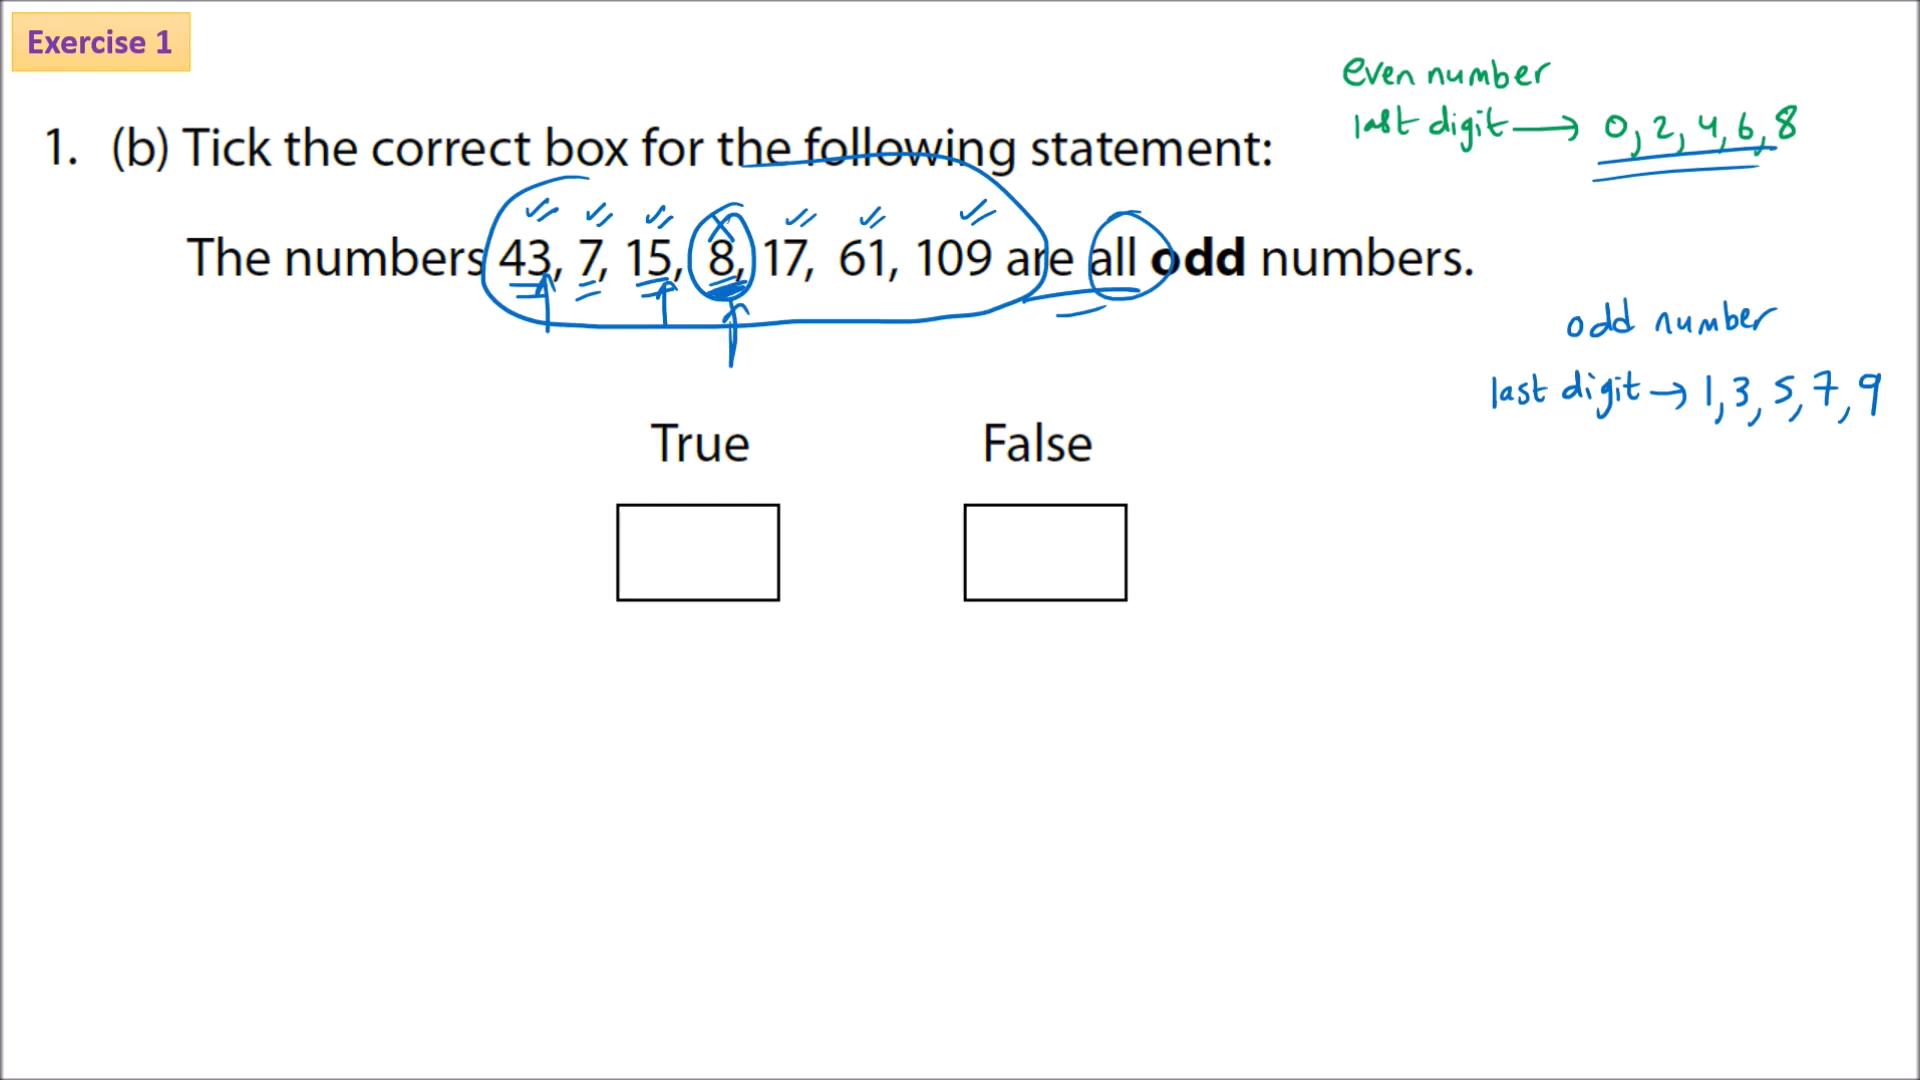 Exercise 1
even number
last digit → 0, 2, 4, 6, 8
1. (b) Tick the correct box for the following statement:
The numbers 43, 7, 15, 8, 17, 61, 109 are all odd numbers.
odd number
last digit → 1, 3, 5, 7, 9
True False